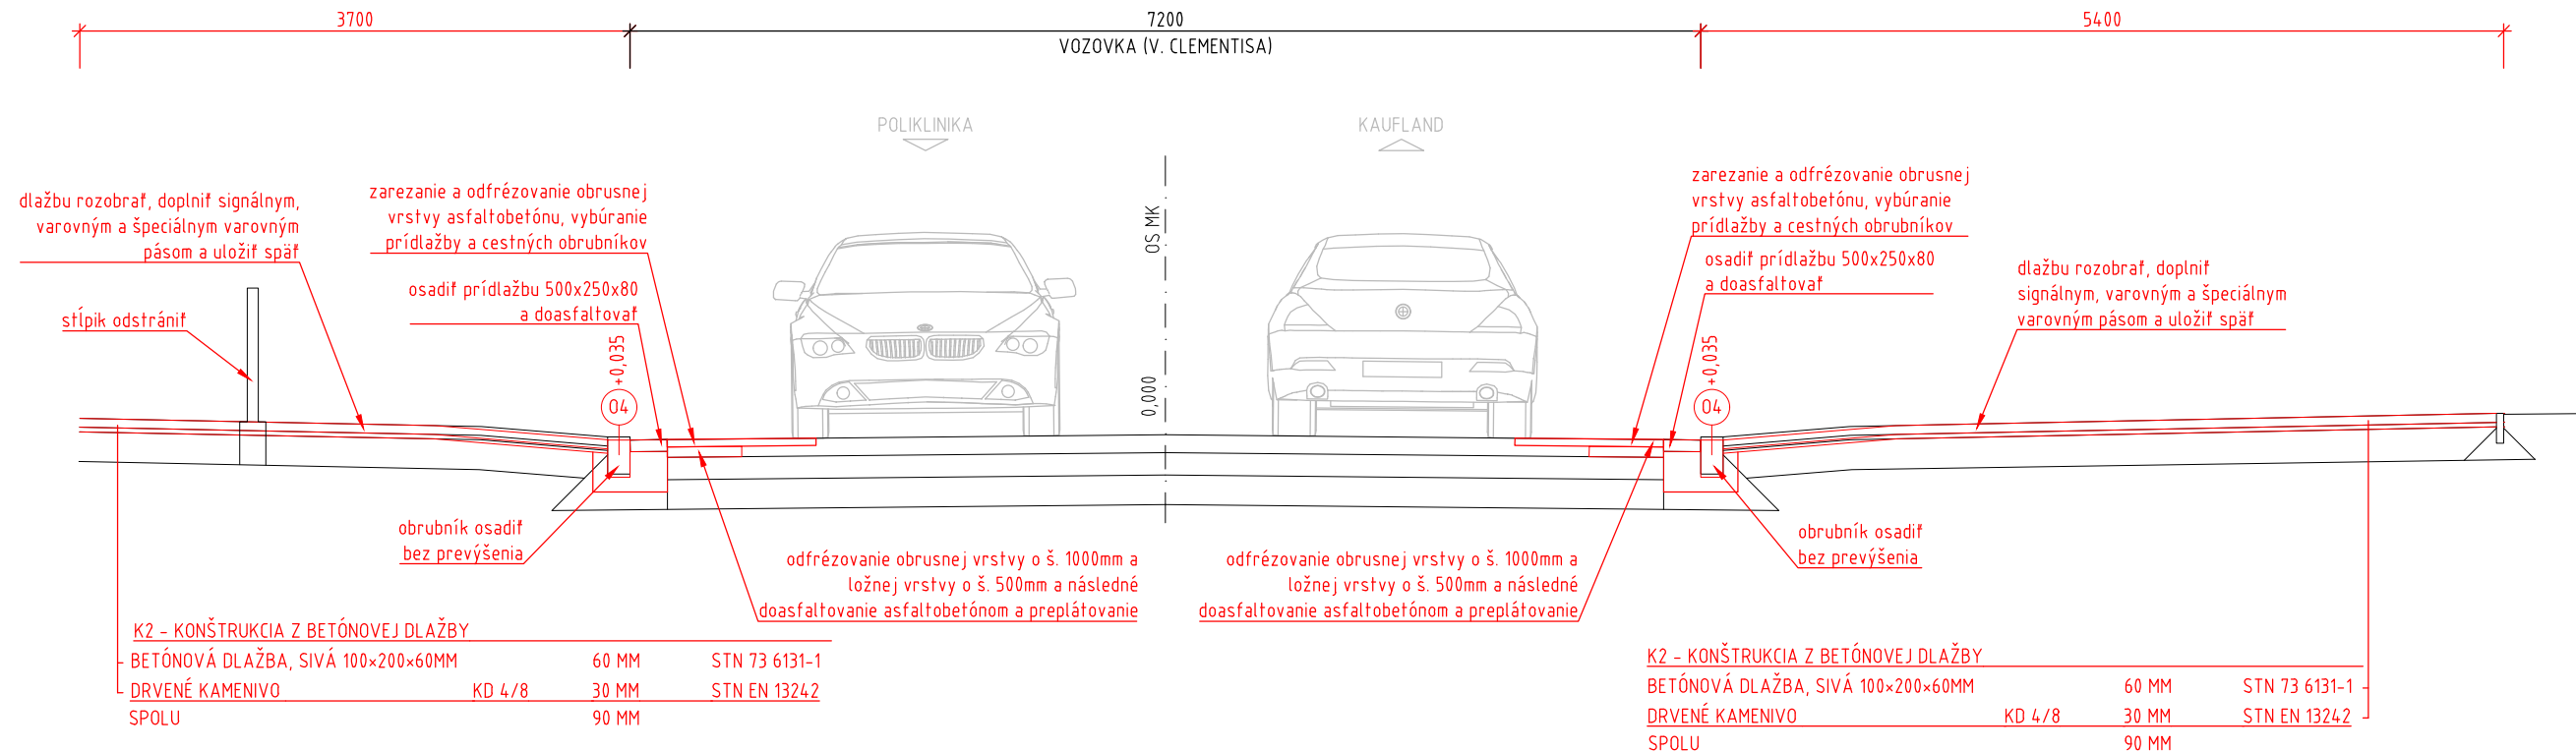 3700
7200
5400
VOZOVKA (V. CLEMENTISA)
POLIKLINIKA
KAUFLAND
dlažbu rozobrať, doplniť signálnym,
varovným a špeciálnym varovným
pásom a uložiť späť
stĺpik odstrániť
zarezanie a odfrézovanie obrusnej
vrstvy asfaltobetónu, vybúranie
prídlažby a cestných obrubníkov
osadiť prídlažbu 500x250x80
a doasfaltovať
+0,035
04
OS MK
0,000
zarezanie a odfrézovanie obrusnej
vrstvy asfaltobetónu, vybúranie
prídlažby a cestných obrubníkov
osadiť prídlažbu 500x250x80
a doasfaltovať
+0,035
04
dlažbu rozobrať, doplniť
signálnym, varovným a špeciálnym
varovným pásom a uložiť späť
obrubník osadiť
bez prevýšenia
odfrézovanie obrusnej vrstvy o š. 1000mm a
ložnej vrstvy o š. 500mm a následné
doasfaltovanie asfaltobetónom a preplátovanie
odfrézovanie obrusnej vrstvy o š. 1000mm a
ložnej vrstvy o š. 500mm a následné
doasfaltovanie asfaltobetónom a preplátovanie
obrubník osadiť
bez prevýšenia
K2 - KONŠTRUKCIA Z BETÓNOVEJ DLAŽBY
BETÓNOVÁ DLAŽBA, SIVÁ 100×200×60MM 60 MM STN 73 6131-1
DRVENÉ KAMENIVO KD 4/8 30 MM STN EN 13242
SPOLU 90 MM
K2 - KONŠTRUKCIA Z BETÓNOVEJ DLAŽBY
BETÓNOVÁ DLAŽBA, SIVÁ 100×200×60MM 60 MM STN 73 6131-1
DRVENÉ KAMENIVO KD 4/8 30 MM STN EN 13242
SPOLU 90 MM